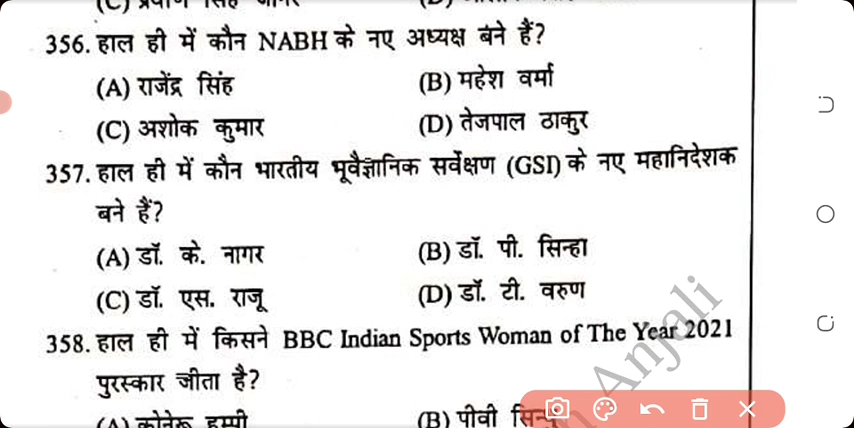 356. हाल ही में कौन NABH के नए अध्यक्ष बने हैं?
(A) राजेंद्र सिंह (B) महेश वर्मा
(C) अशोक कुमार (D) तेजपाल ठाकुर
357. हाल ही में कौन भारतीय भूवैज्ञानिक सर्वेक्षण (GSI) के नए महानिदेशक
बने हैं?
(A) डॉ. के. नागर (B) डॉ. पी. सिन्हा
(C) डॉ. एस. राजू (D) डॉ. टी. वरुण
358. हाल ही में किसने BBC Indian Sports Woman of The Year 2021
पुरस्कार जीता है?
(A) कोनेरू हम्पी (B) पीवी
Anjali